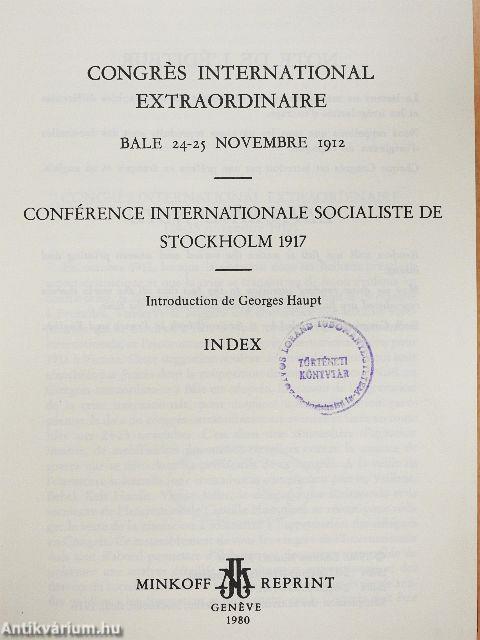 CONGRÈS INTERNATIONAL
EXTRAORDINAIRE
BALE 24-25 NOVEMBRE 1912
CONFÉRENCE INTERNATIONALE SOCIALISTE DE
STOCKHOLM 1917
Introduction de Georges Haupt
INDEX
TÖRTÉNETI
KÖNYVTÁR
MINKOFF REPRINT
GENÈVE
1980
Antikvárium.hu